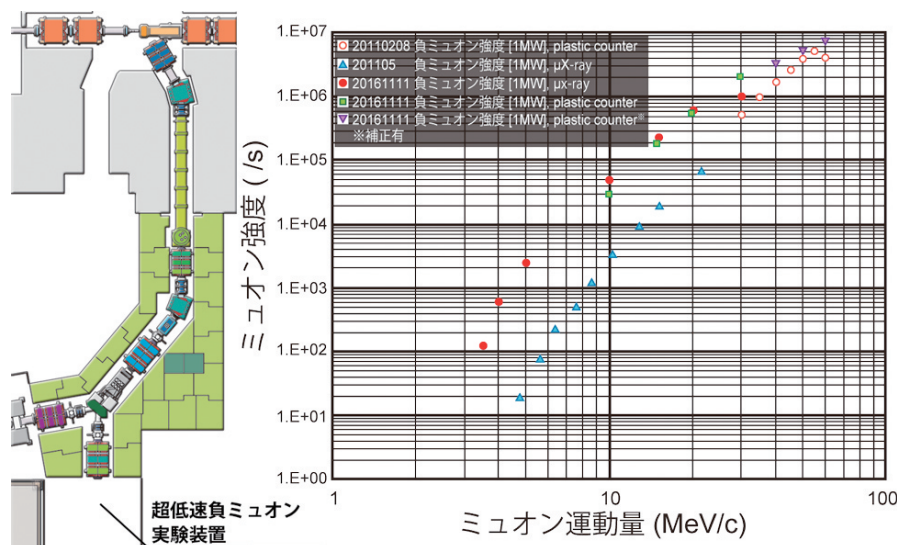 超低速負ミュオン
実験装置
ミュオン強度 ( /s)
1.E+07
1.E+06
1.E+05
1.E+04
1.E+03
1.E+02
1.E+01
1.E+00
20110208 負ミュオン強度 [1MW], plastic counter
201105 負ミュオン強度 [1MW], μX-ray
20161111 負ミュオン強度 [1MW], μx-ray
20161111 負ミュオン強度 [1MW], plastic counter
20161111 負ミュオン強度 [1MW], plastic counter※
※補正有
1
10
100
ミュオン運動量 (MeV/c)